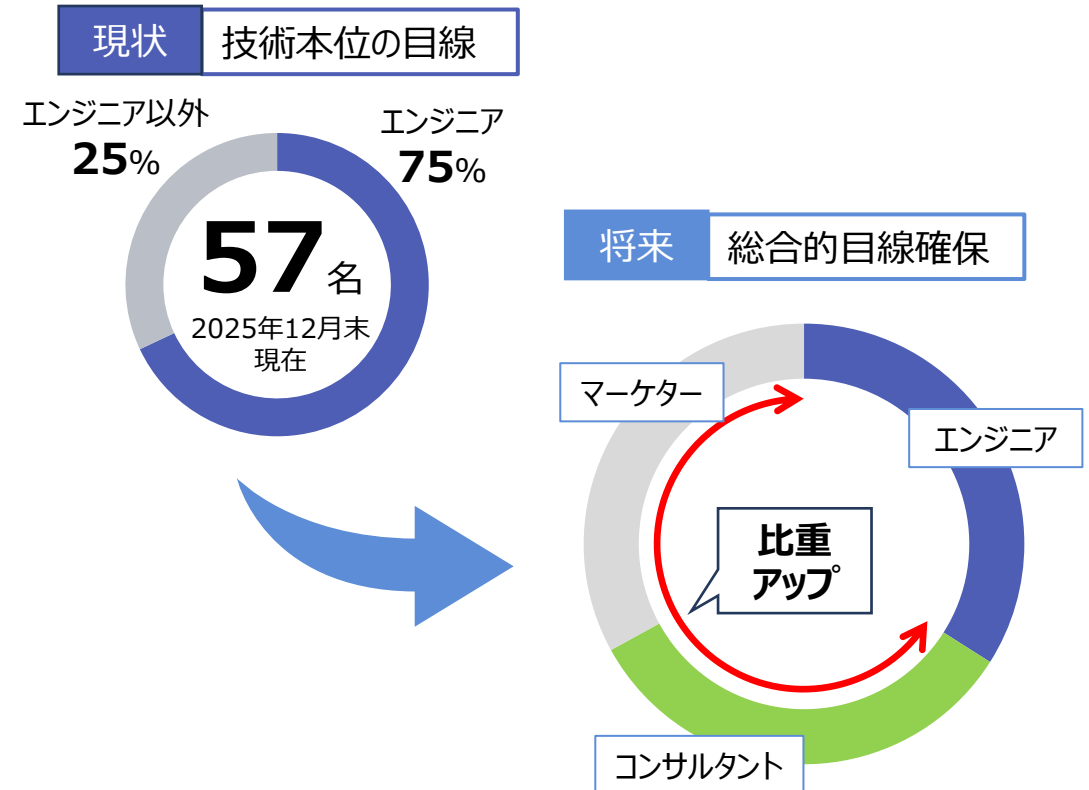 現状 技術本位の目線
エンジニア以外
25%
エンジニア
75%
57名
2025年12月末
現在
将来 総合的目線確保
マーケター
エンジニア
比重
アップ
コンサルタント